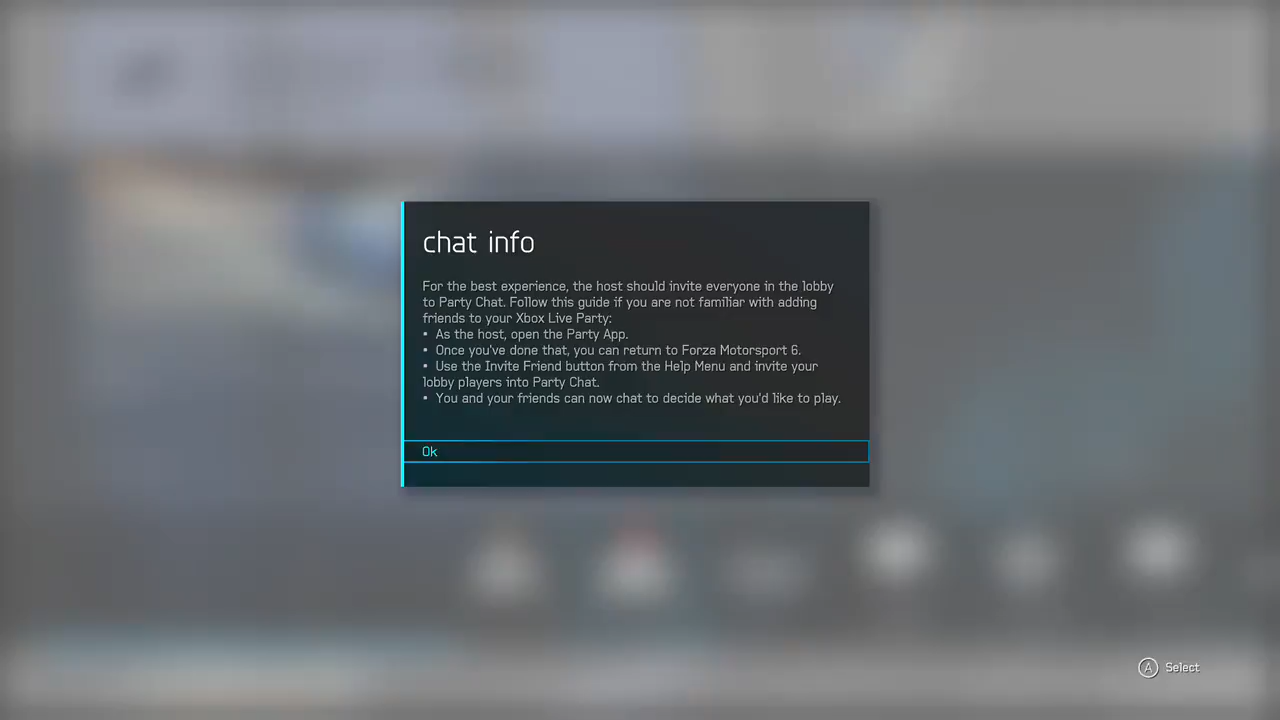 chat info
For the best experience, the host should invite everyone in the lobby
to Party Chat. Follow this guide if you are not familiar with adding
friends to your Xbox Live Party:
• As the host, open the Party App.
• Once you've done that, you can return to Forza Motorsport 6.
• Use the Invite Friend button from the Help Menu and invite your
lobby players into Party Chat.
• You and your friends can now chat to decide what you'd like to play.
Ok
A Select